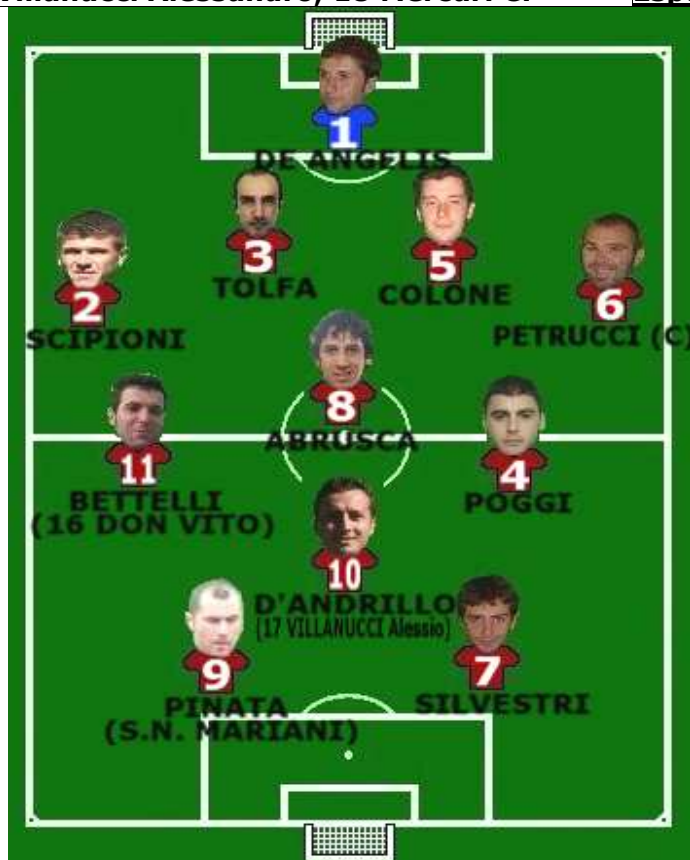 1
DE ANGELIS
3
TOLFA
5
COLONE
2
SCIPIONI
6
PETRUCCI (C)
8
ABRUSCA
11
BETTELLI
(16 DON VITO)
4
POGGI
10
D'ANDRILLO
[17 VILLANUCCI Alessio]
9
PINATA
(S.N. MARIANI)
7
SILVESTRI